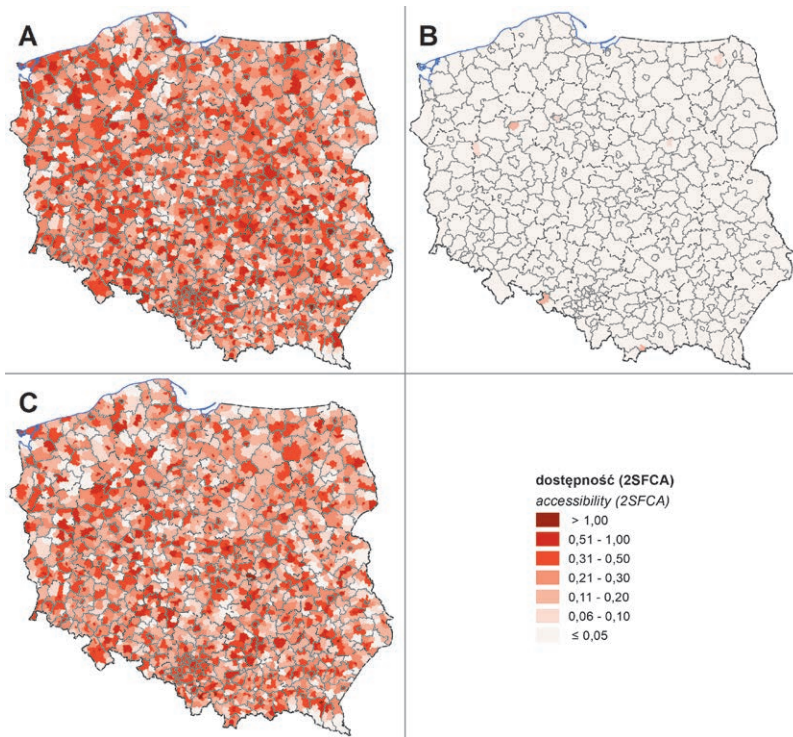 A
B
C
dostępność (2SFCA)
accessibility (2SFCA)
> 1,00
0,51 - 1,00
0,31 - 0,50
0,21 - 0,30
0,11 - 0,20
0,06 - 0,10
≤ 0,05